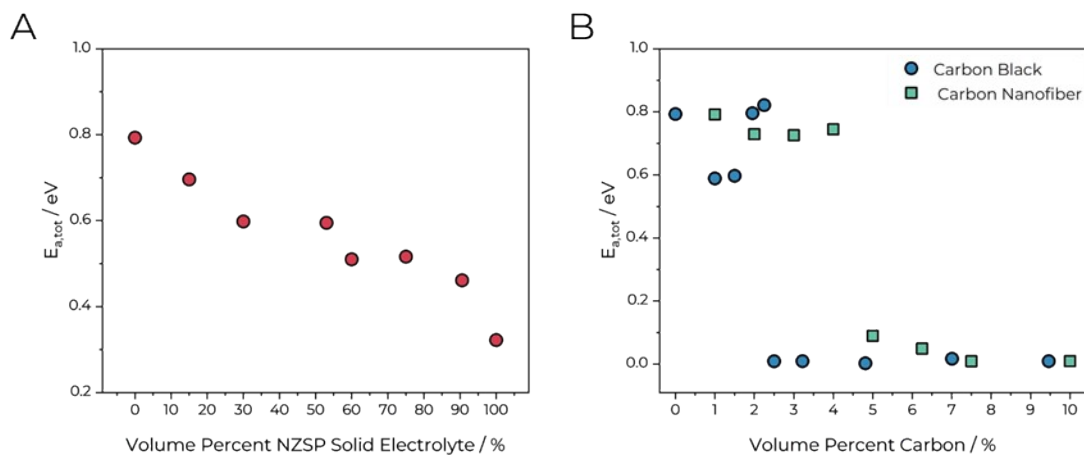 A
1.0
0.8
0.6
0.4
0.2
E a,tot / eV
0 10 20 30 40 50 60 70 80 90 100
Volume Percent NZSP Solid Electrolyte / %
B
Carbon Black
Carbon Nanofiber
1.0
0.8
0.6
0.4
0.2
0.0
E a,tot / eV
0 1 2 3 4 5 6 7 8 9 10
Volume Percent Carbon / %